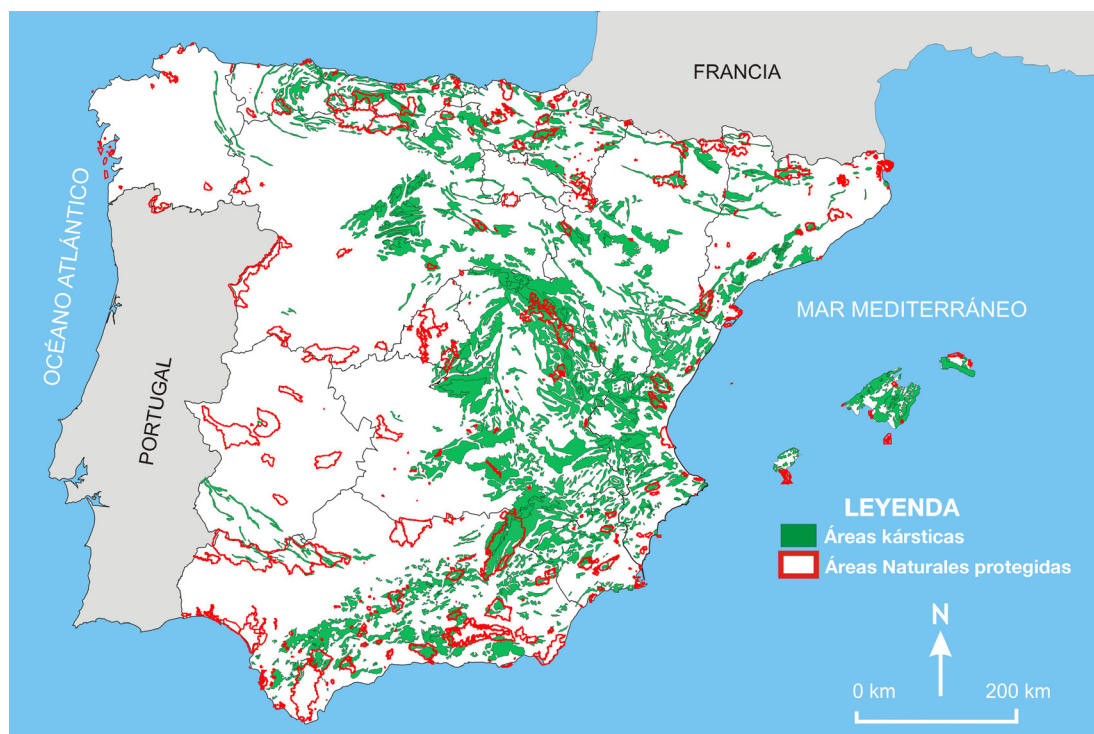 FRANCIA
OCÉANO ATLÁNTICO
PORTUGAL
MAR MEDITERRÁNEO
LEYENDA
Áreas kársticas
Áreas Naturales protegidas
N
0 km 200 km